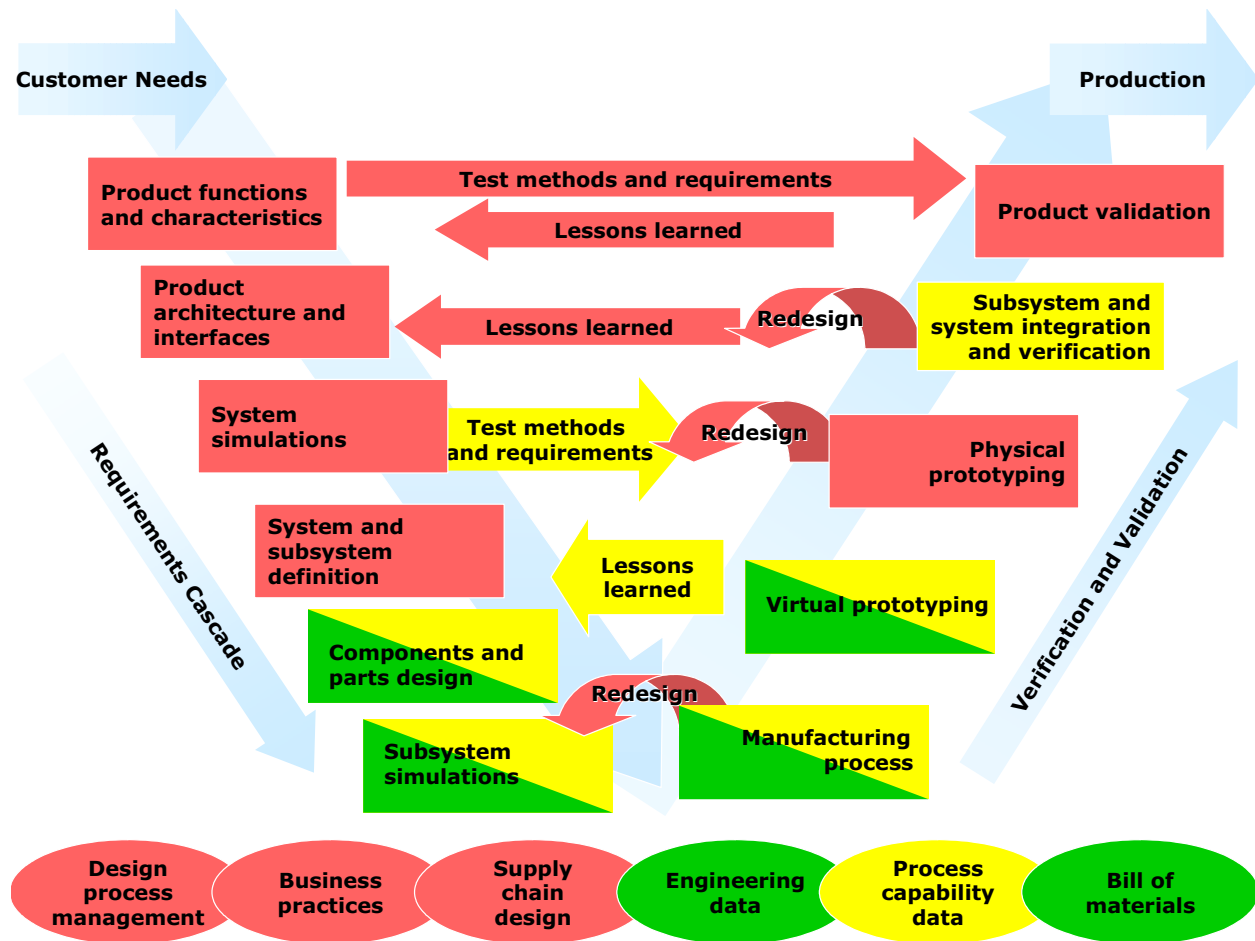 Customer Needs
Production
Product functions
and characteristics
Test methods and requirements
Product validation
Lessons learned
Product
architecture and
interfaces
Lessons learned
Redesign
Subsystem and
system integration
and verification
System
simulations
Test methods
and requirements
Redesign
Physical
prototyping
Requirements Cascade
Verification and Validation
System and
subsystem
definition
Lessons
learned
Virtual prototyping
Components and
parts design
Redesign
Subsystem
simulations
Manufacturing
process
Design
process
management
Business
practices
Supply
chain
design
Engineering
data
Process
capability
data
Bill of
materials